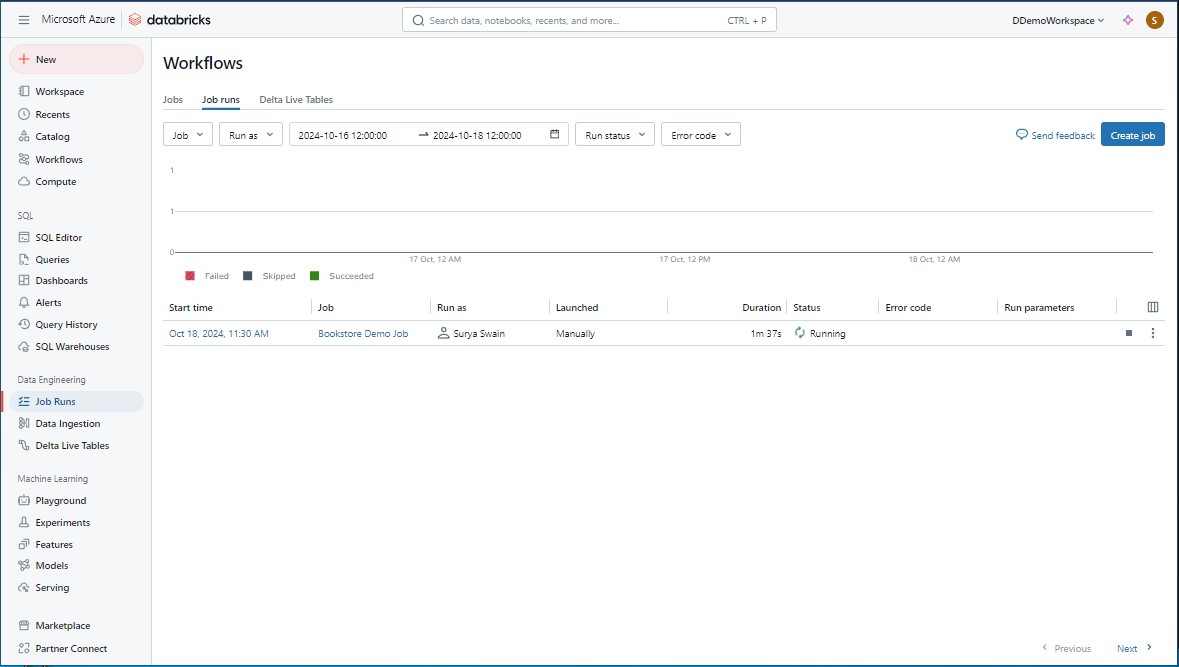 Microsoft Azure databricks
Search data, notebooks, recents, and more... CTRL + P
DDemoWorkspace S
New
Workspace
Recents
Catalog
Workflows
Compute
SQL
SQL Editor
Queries
Dashboards
Alerts
Query History
SQL Warehouses
Data Engineering
Job Runs
Data Ingestion
Delta Live Tables
Machine Learning
Playground
Experiments
Features
Models
Serving
Marketplace
Partner Connect
Workflows
Jobs Job runs Delta Live Tables
Job Run as 2024-10-16 12:00:00 → 2024-10-18 12:00:00 Run status Error code Send feedback Create job
1
1
0
17 Oct, 12 AM 17 Oct, 12 PM 18 Oct, 12 AM
Failed Skipped Succeeded
Start time Job Run as Launched Duration Status Error code Run parameters
Oct 18, 2024, 11:30 AM Bookstore Demo Job Surya Swain Manually 1m 37s Running
Previous Next